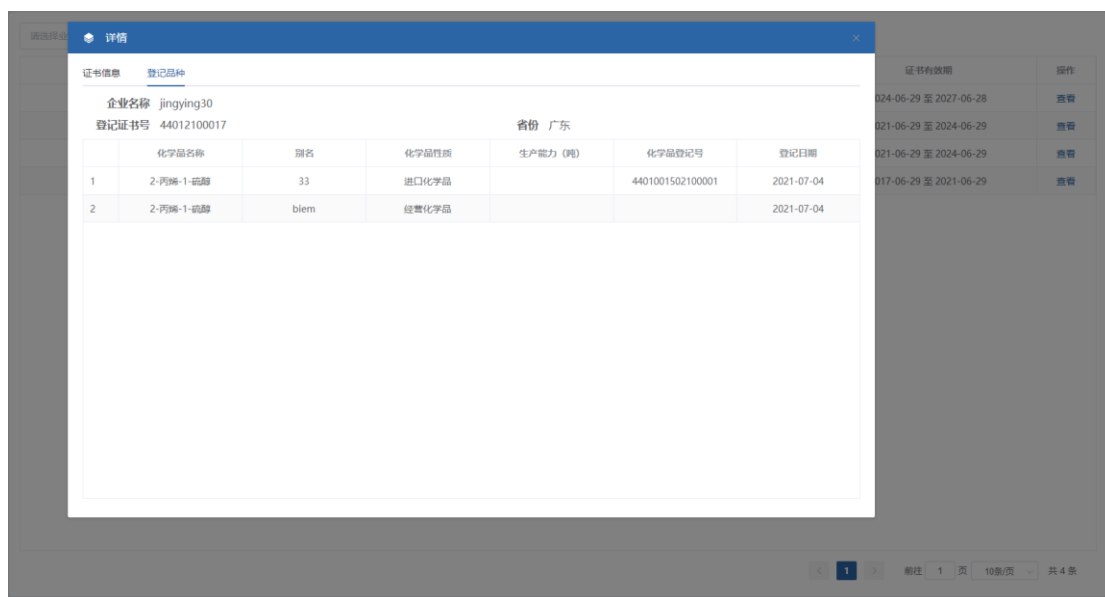 请选择业
详情
证书信息 登记品种
证书有效期 操作
企业名称 jingying30
024-06-29 至 2027-06-28 查看
登记证书号 44012100017 省份 广东
021-06-29 至 2024-06-29 查看
化学品名称 别名 化学品性质 生产能力（吨） 化学品登记号 登记日期
021-06-29 至 2024-06-29 查看
1 2-丙烯-1-硫醇 33 进口化学品 4401001502100001 2021-07-04
017-06-29 至 2021-06-29 查看
2 2-丙烯-1-硫醇 biem 经营化学品 2021-07-04
< 1 > 前往 1 页 10条/页 共 4 条